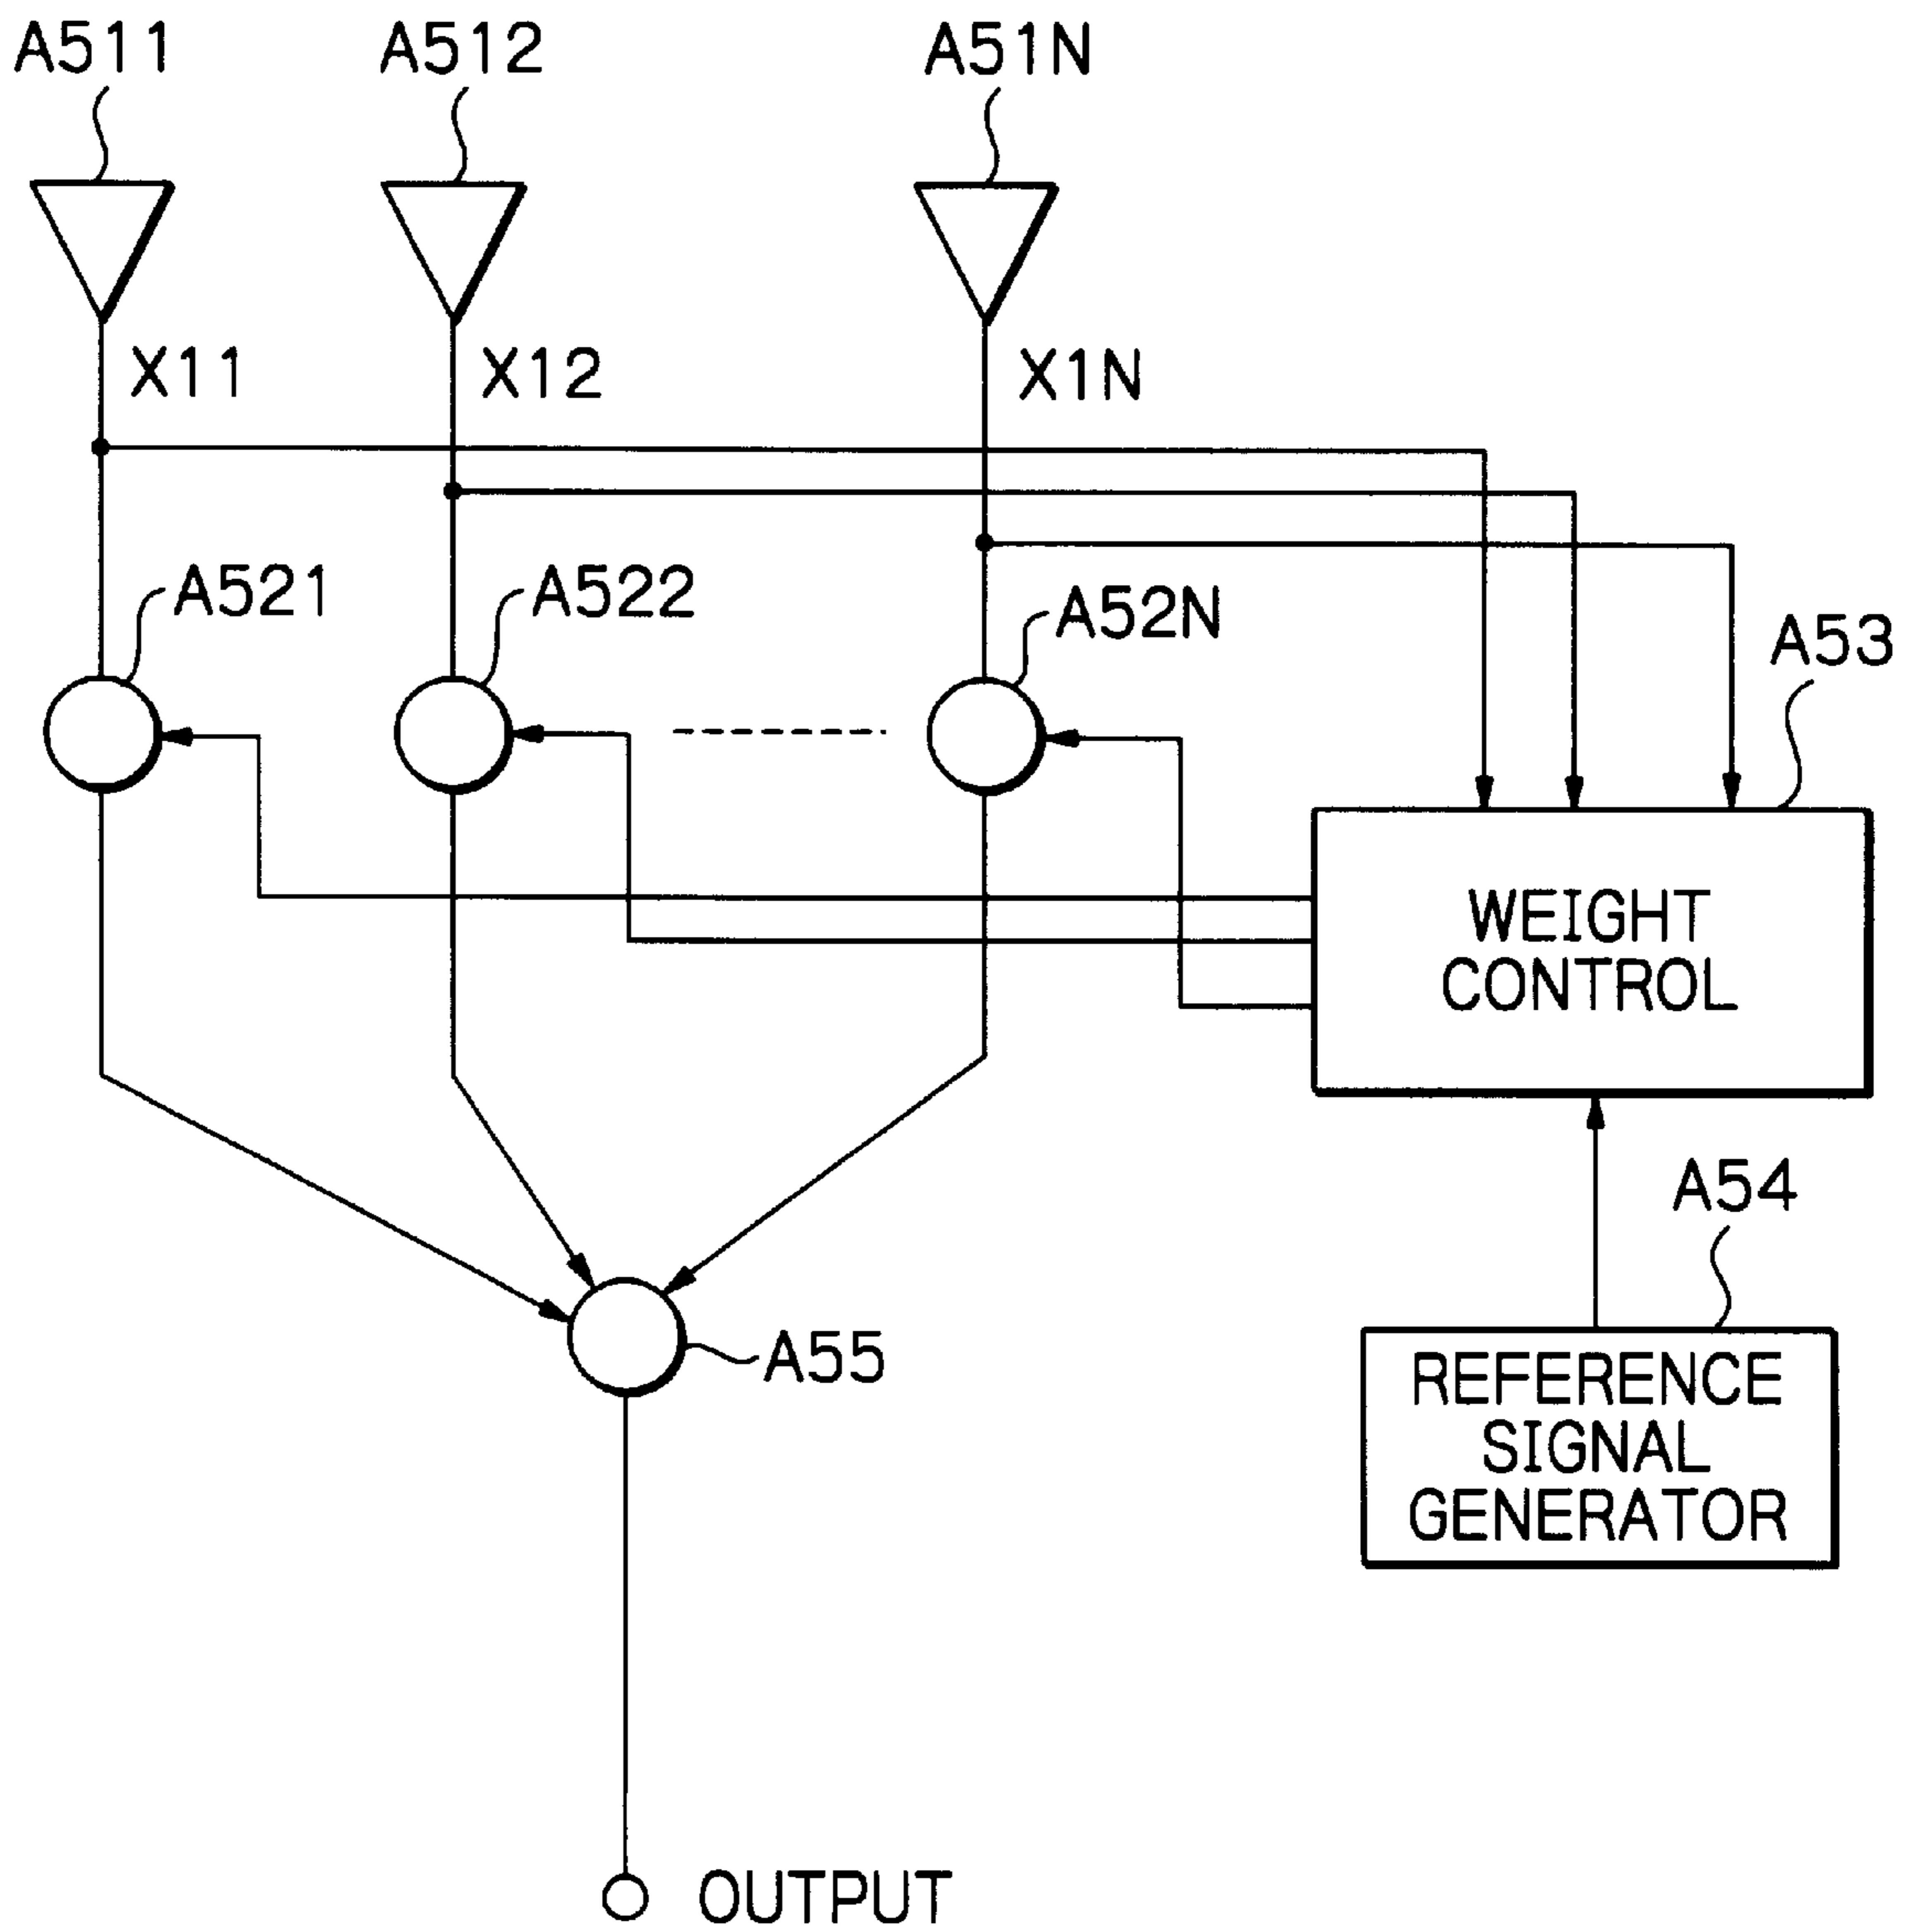 A511
A512
A51N
X11
X12
X1N
A521
A522
A52N
A53
WEIGHT
CONTROL
A54
A55
REFERENCE
SIGNAL
GENERATOR
OUTPUT